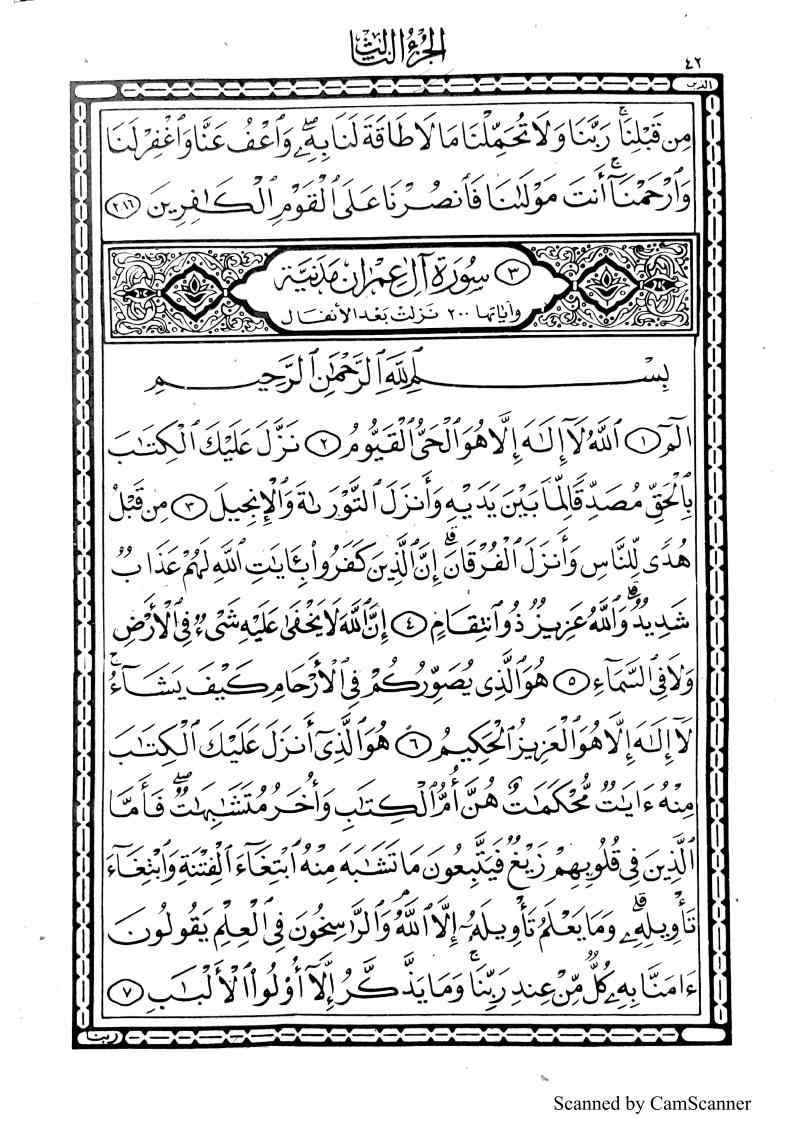 الجزء الثالث
٤٢
مِن قَبْلِنَاۚ رَبَّنَا وَلَا تُحَمِّلْنَا مَا لَا طَاقَةَ لَنَا بِهِۦۖ وَٱعْفُ عَنَّا وَٱغْفِرْ لَنَا
وَٱرْحَمْنَآۚ أَنتَ مَوْلَىٰنَا فَٱنصُرْنَا عَلَى ٱلْقَوْمِ ٱلْكَـٰفِرِينَ ٢٨٦
٣ سُورَة آل عِمران مَدَنيّة
وآياتها ٢٠٠ نزلت بعد الأنفال
بِسْمِ ٱللَّهِ ٱلرَّحْمَـٰنِ ٱلرَّحِيمِ
الٓمٓ ١ ٱللَّهُ لَآ إِلَـٰهَ إِلَّا هُوَ ٱلْحَىُّ ٱلْقَيُّومُ ٢ نَزَّلَ عَلَيْكَ ٱلْكِتَـٰبَ
بِٱلْحَقِّ مُصَدِّقًا لِّمَا بَيْنَ يَدَيْهِ وَأَنزَلَ ٱلتَّوْرَىٰةَ وَٱلْإِنجِيلَ ٣ مِن قَبْلُ
هُدًى لِّلنَّاسِ وَأَنزَلَ ٱلْفُرْقَانَۗ إِنَّ ٱلَّذِينَ كَفَرُوا۟ بِـَٔايَـٰتِ ٱللَّهِ لَهُمْ عَذَابٌ
شَدِيدٌۗ وَٱللَّهُ عَزِيزٌ ذُو ٱنتِقَامٍ ٤ إِنَّ ٱللَّهَ لَا يَخْفَىٰ عَلَيْهِ شَىْءٌ فِى ٱلْأَرْضِ
وَلَا فِى ٱلسَّمَآءِ ٥ هُوَ ٱلَّذِى يُصَوِّرُكُمْ فِى ٱلْأَرْحَامِ كَيْفَ يَشَآءُۚ
لَآ إِلَـٰهَ إِلَّا هُوَ ٱلْعَزِيزُ ٱلْحَكِيمُ ٦ هُوَ ٱلَّذِىٓ أَنزَلَ عَلَيْكَ ٱلْكِتَـٰبَ
مِنْهُ ءَايَـٰتٌ مُّحْكَمَـٰتٌ هُنَّ أُمُّ ٱلْكِتَـٰبِ وَأُخَرُ مُتَشَـٰبِهَـٰتٌۖ فَأَمَّا
ٱلَّذِينَ فِى قُلُوبِهِمْ زَيْغٌ فَيَتَّبِعُونَ مَا تَشَـٰبَهَ مِنْهُ ٱبْتِغَآءَ ٱلْفِتْنَةِ وَٱبْتِغَآءَ
تَأْوِيلِهِۦۗ وَمَا يَعْلَمُ تَأْوِيلَهُۥٓ إِلَّا ٱللَّهُۗ وَٱلرَّٰسِخُونَ فِى ٱلْعِلْمِ يَقُولُونَ
ءَامَنَّا بِهِۦ كُلٌّ مِّنْ عِندِ رَبِّنَاۗ وَمَا يَذَّكَّرُ إِلَّآ أُو۟لُوا۟ ٱلْأَلْبَـٰبِ ٧
ربنا
Scanned by CamScanner